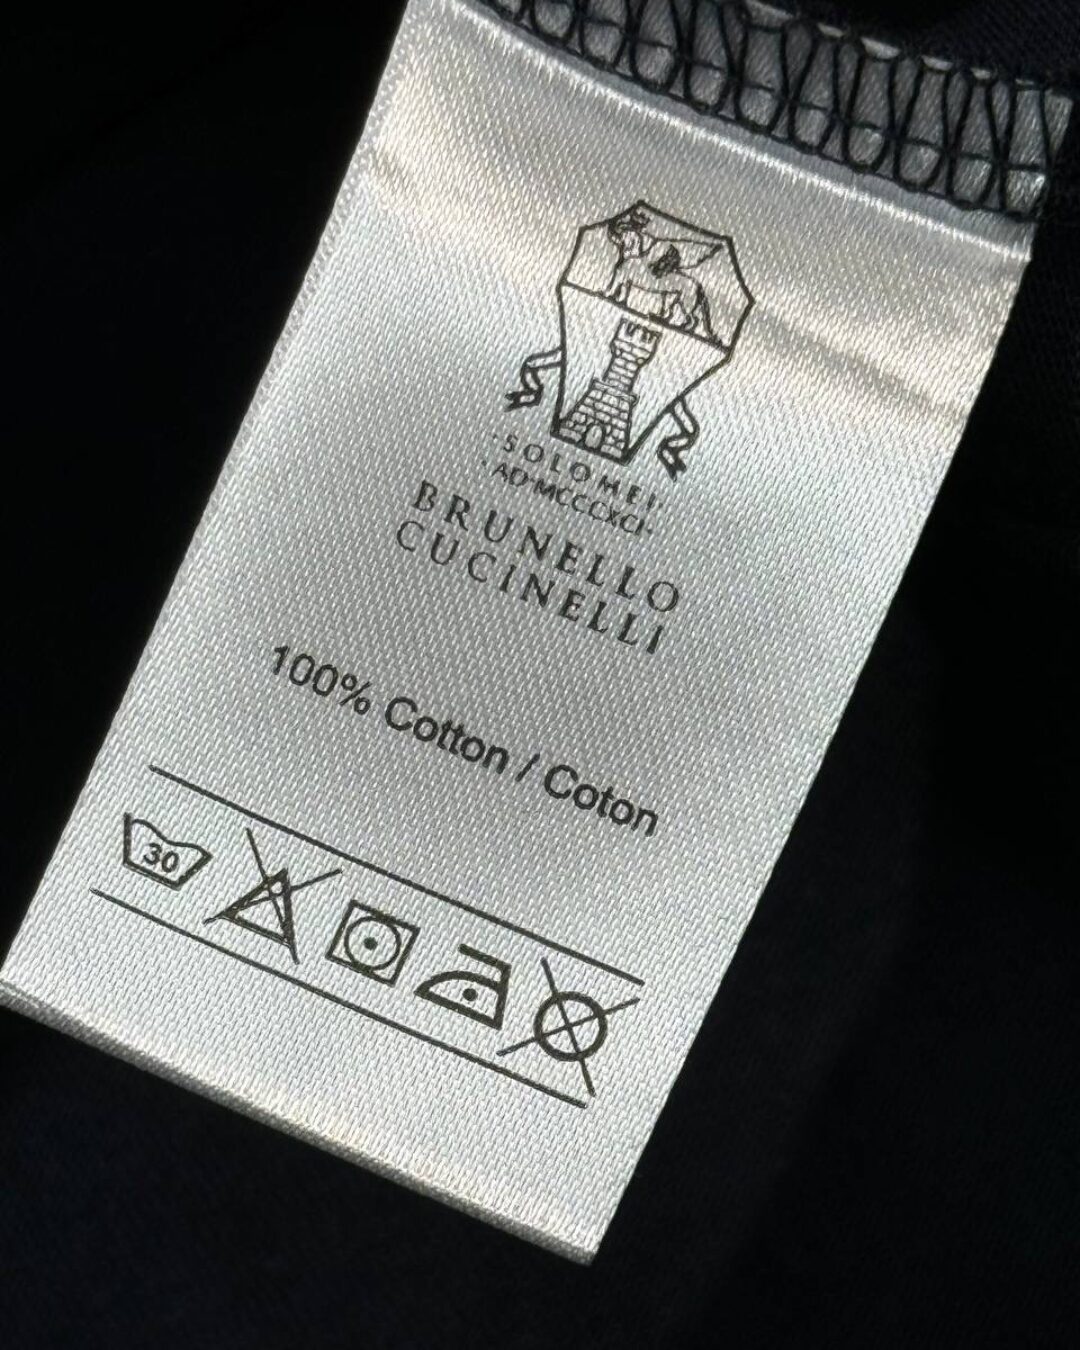 ·SOLOMEI·
·AD·MCCCXCI·
BRUNELLO
CUCINELLI
100% Cotton / Coton
30